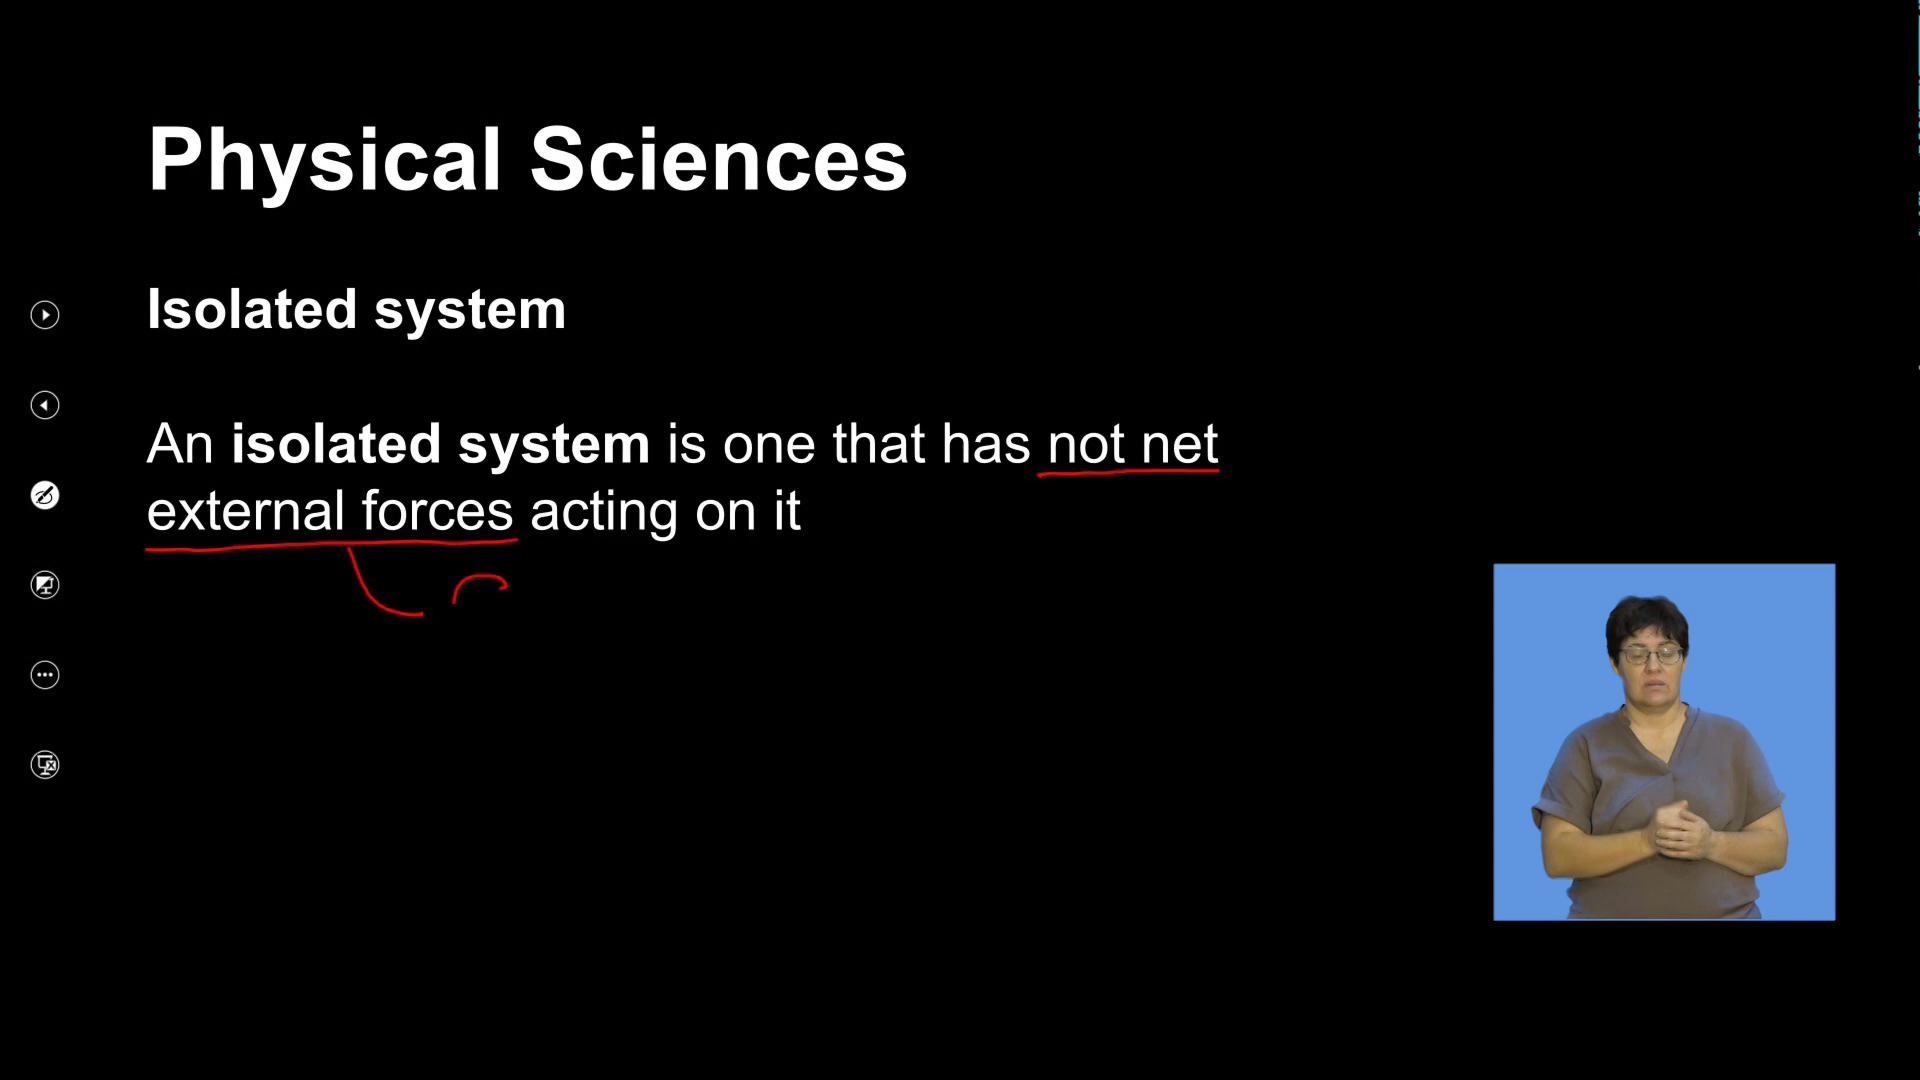 Physical Sciences
Isolated system
An isolated system is one that has not net
external forces acting on it